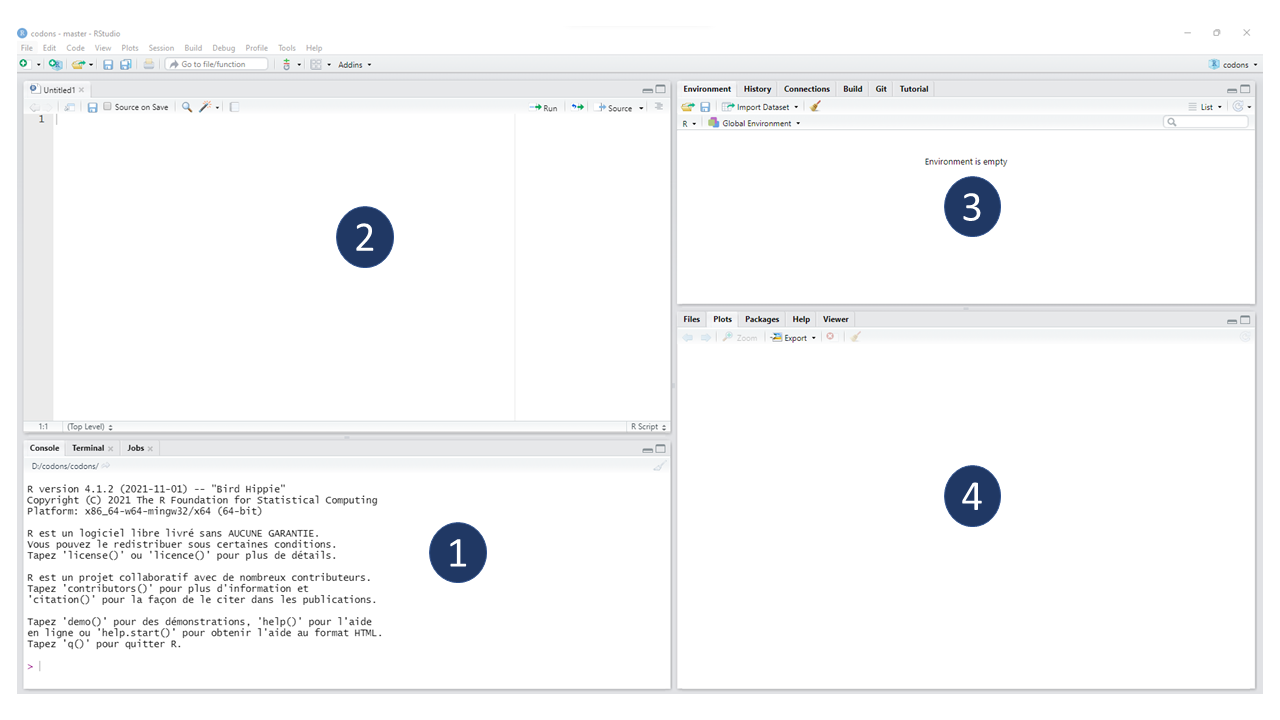 codons - master - RStudio
File Edit Code View Plots Session Build Debug Profile Tools Help
Go to file/function Addins codons
Untitled1
Source on Save Run Source
1
2
1:1 (Top Level) R Script
Console Terminal Jobs
D:/codons/codons/
R version 4.1.2 (2021-11-01) -- "Bird Hippie"
Copyright (C) 2021 The R Foundation for Statistical Computing
Platform: x86_64-w64-mingw32/x64 (64-bit)
R est un logiciel libre livré sans AUCUNE GARANTIE.
Vous pouvez le redistribuer sous certaines conditions.
Tapez 'license()' ou 'licence()' pour plus de détails.
R est un projet collaboratif avec de nombreux contributeurs.
Tapez 'contributors()' pour plus d'information et
'citation()' pour la façon de le citer dans les publications.
Tapez 'demo()' pour des démonstrations, 'help()' pour l'aide
en ligne ou 'help.start()' pour obtenir l'aide au format HTML.
Tapez 'q()' pour quitter R.
>
1
Environment History Connections Build Git Tutorial
Import Dataset List
R Global Environment
Environment is empty
3
Files Plots Packages Help Viewer
Zoom Export
4